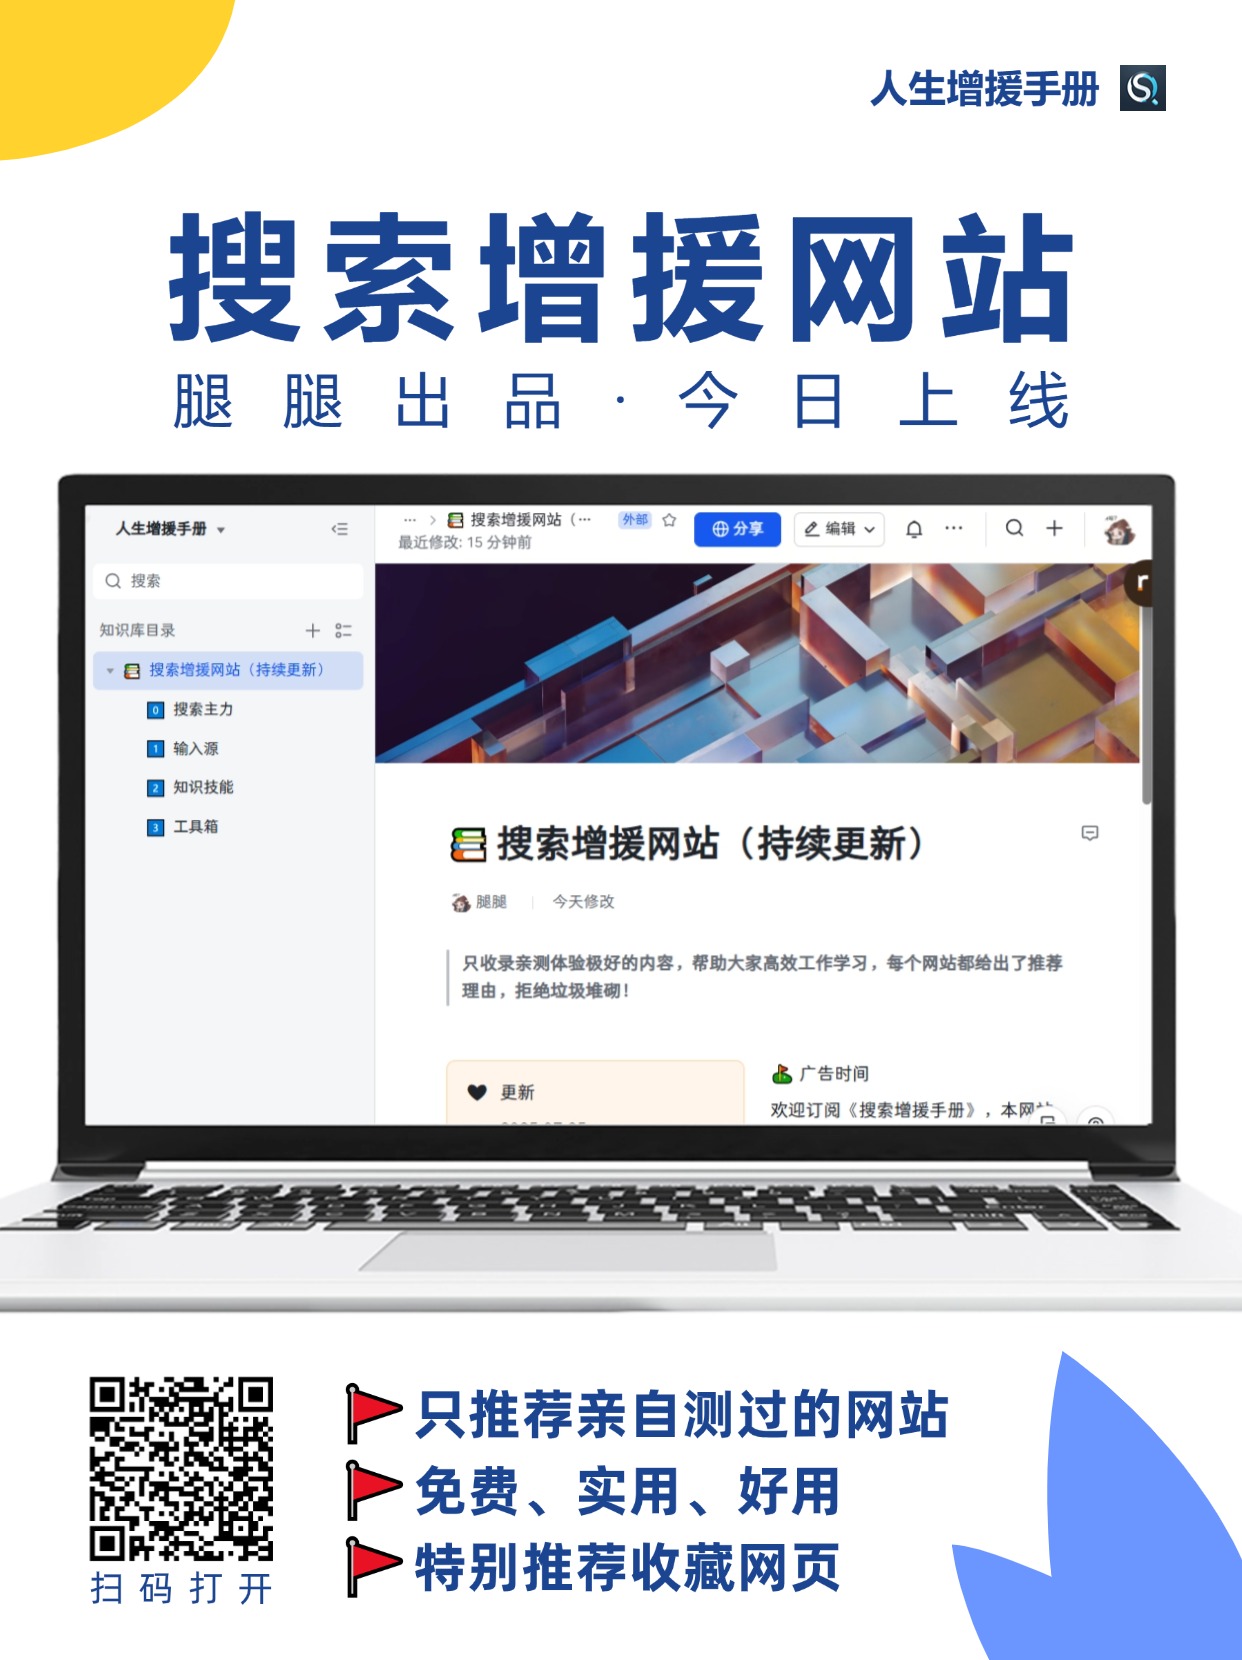 人生增援手册
搜索增援网站
腿腿出品·今日上线
人生增援手册
··· > 搜索增援网站（··· 外部
最近修改: 15 分钟前
分享
编辑
搜索
知识库目录
搜索增援网站（持续更新）
0 搜索主力
1 输入源
2 知识技能
3 工具箱
搜索增援网站（持续更新）
腿腿 | 今天修改
只收录亲测体验极好的内容，帮助大家高效工作学习，每个网站都给出了推荐
理由，拒绝垃圾堆砌！
更新
广告时间
欢迎订阅《搜索增援手册》，本网站
只推荐亲自测过的网站
免费、实用、好用
特别推荐收藏网页
扫码打开